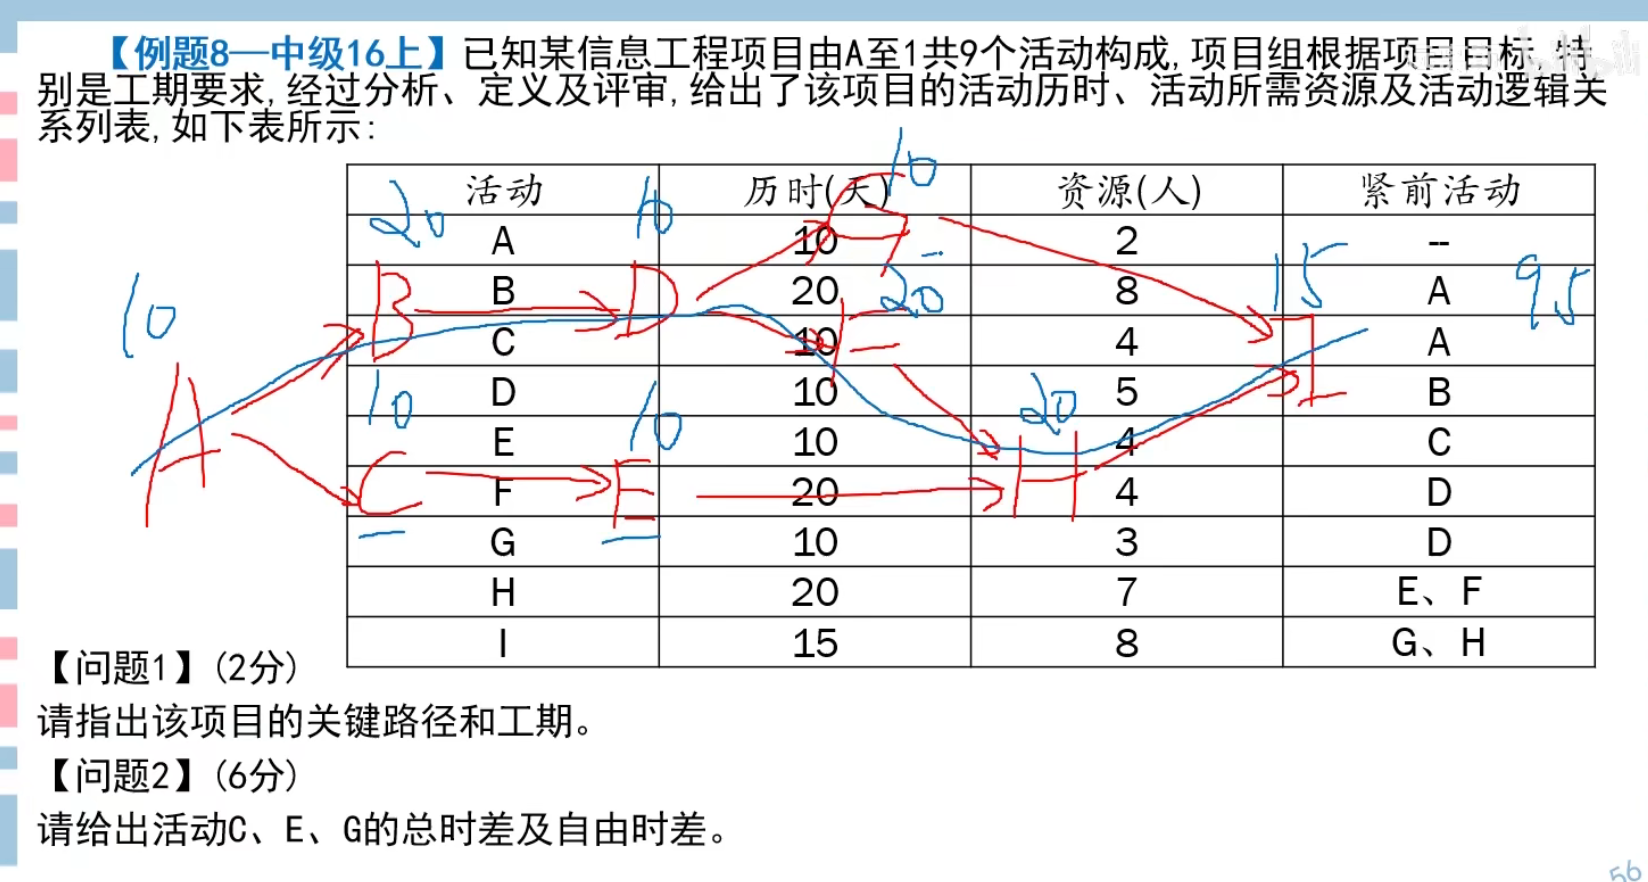 【例题8—中级16上】已知某信息工程项目由A至1共9个活动构成,项目组根据项目目标,特
别是工期要求,经过分析、定义及评审,给出了该项目的活动历时、活动所需资源及活动逻辑关
系列表,如下表所示:
活动 历时(天) 资源(人) 紧前活动
A 10 2 --
B 20 8 A
C 10 4 A
D 10 5 B
E 10 4 C
F 20 4 D
G 10 3 D
H 20 7 E、F
I 15 8 G、H
20 10 10
10 B D G 20 15 95
A F I
10 10 20
C E H
【问题1】(2分)
请指出该项目的关键路径和工期。
【问题2】(6分)
请给出活动C、E、G的总时差及自由时差。
56